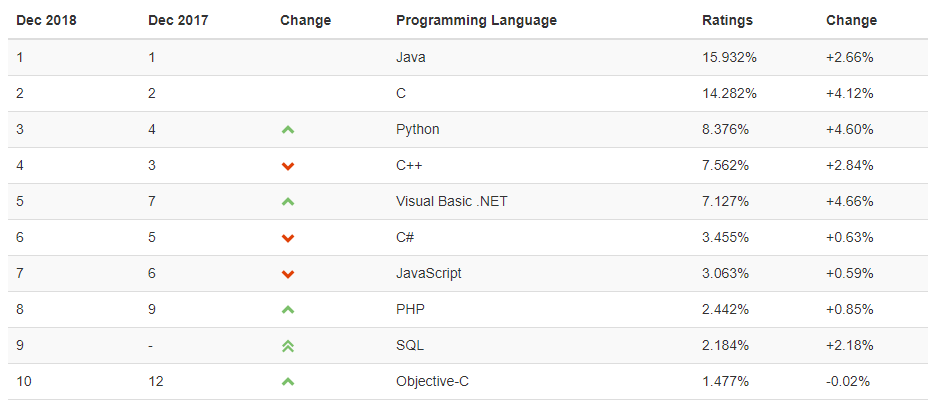 Dec 2018 Dec 2017 Change Programming Language Ratings Change
1 1 Java 15.932% +2.66%
2 2 C 14.282% +4.12%
3 4 Python 8.376% +4.60%
4 3 C++ 7.562% +2.84%
5 7 Visual Basic .NET 7.127% +4.66%
6 5 C# 3.455% +0.63%
7 6 JavaScript 3.063% +0.59%
8 9 PHP 2.442% +0.85%
9 - SQL 2.184% +2.18%
10 12 Objective-C 1.477% -0.02%